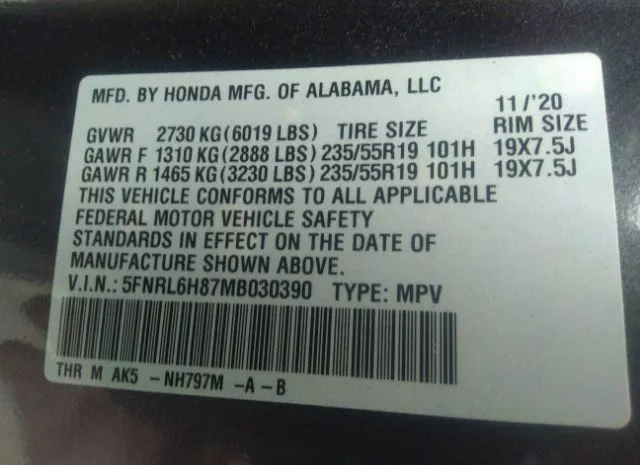 MFD. BY HONDA MFG. OF ALABAMA, LLC 11/'20
GVWR 2730 KG (6019 LBS) TIRE SIZE RIM SIZE
GAWR F 1310 KG (2888 LBS) 235/55R19 101H 19X7.5J
GAWR R 1465 KG (3230 LBS) 235/55R19 101H 19X7.5J
THIS VEHICLE CONFORMS TO ALL APPLICABLE
FEDERAL MOTOR VEHICLE SAFETY
STANDARDS IN EFFECT ON THE DATE OF
MANUFACTURE SHOWN ABOVE.
V.I.N.: 5FNRL6H87MB030390 TYPE: MPV
THR M AK5 - NH797M -A-B